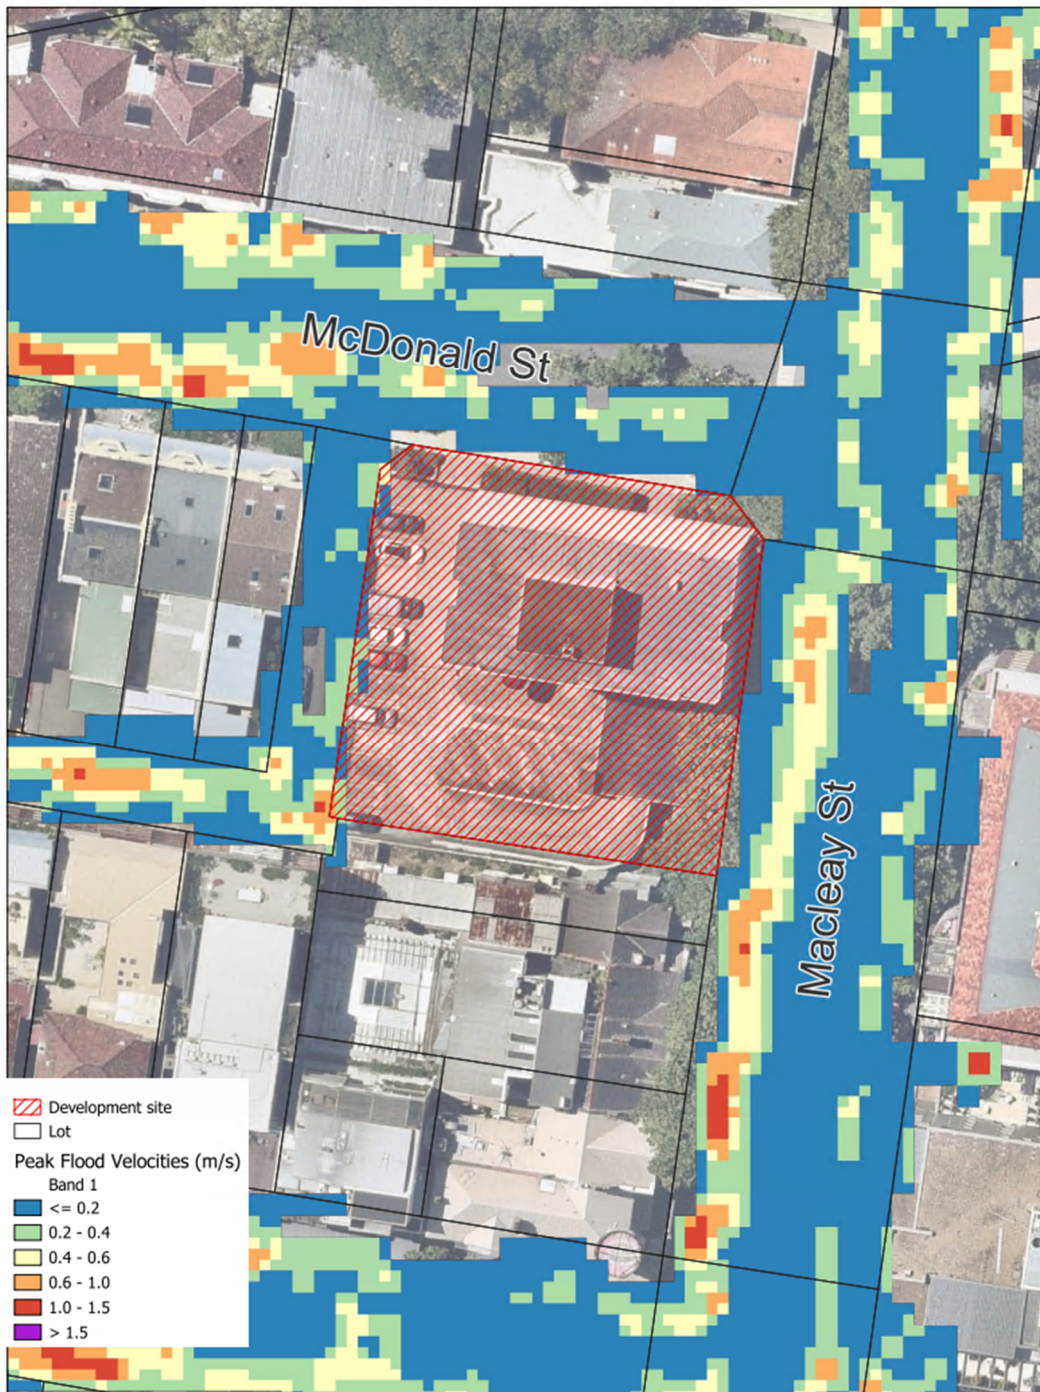 McDonald St
Macleay St
Development site
Lot
Peak Flood Velocities (m/s)
Band 1
<= 0.2
0.2 - 0.4
0.4 - 0.6
0.6 - 1.0
1.0 - 1.5
> 1.5